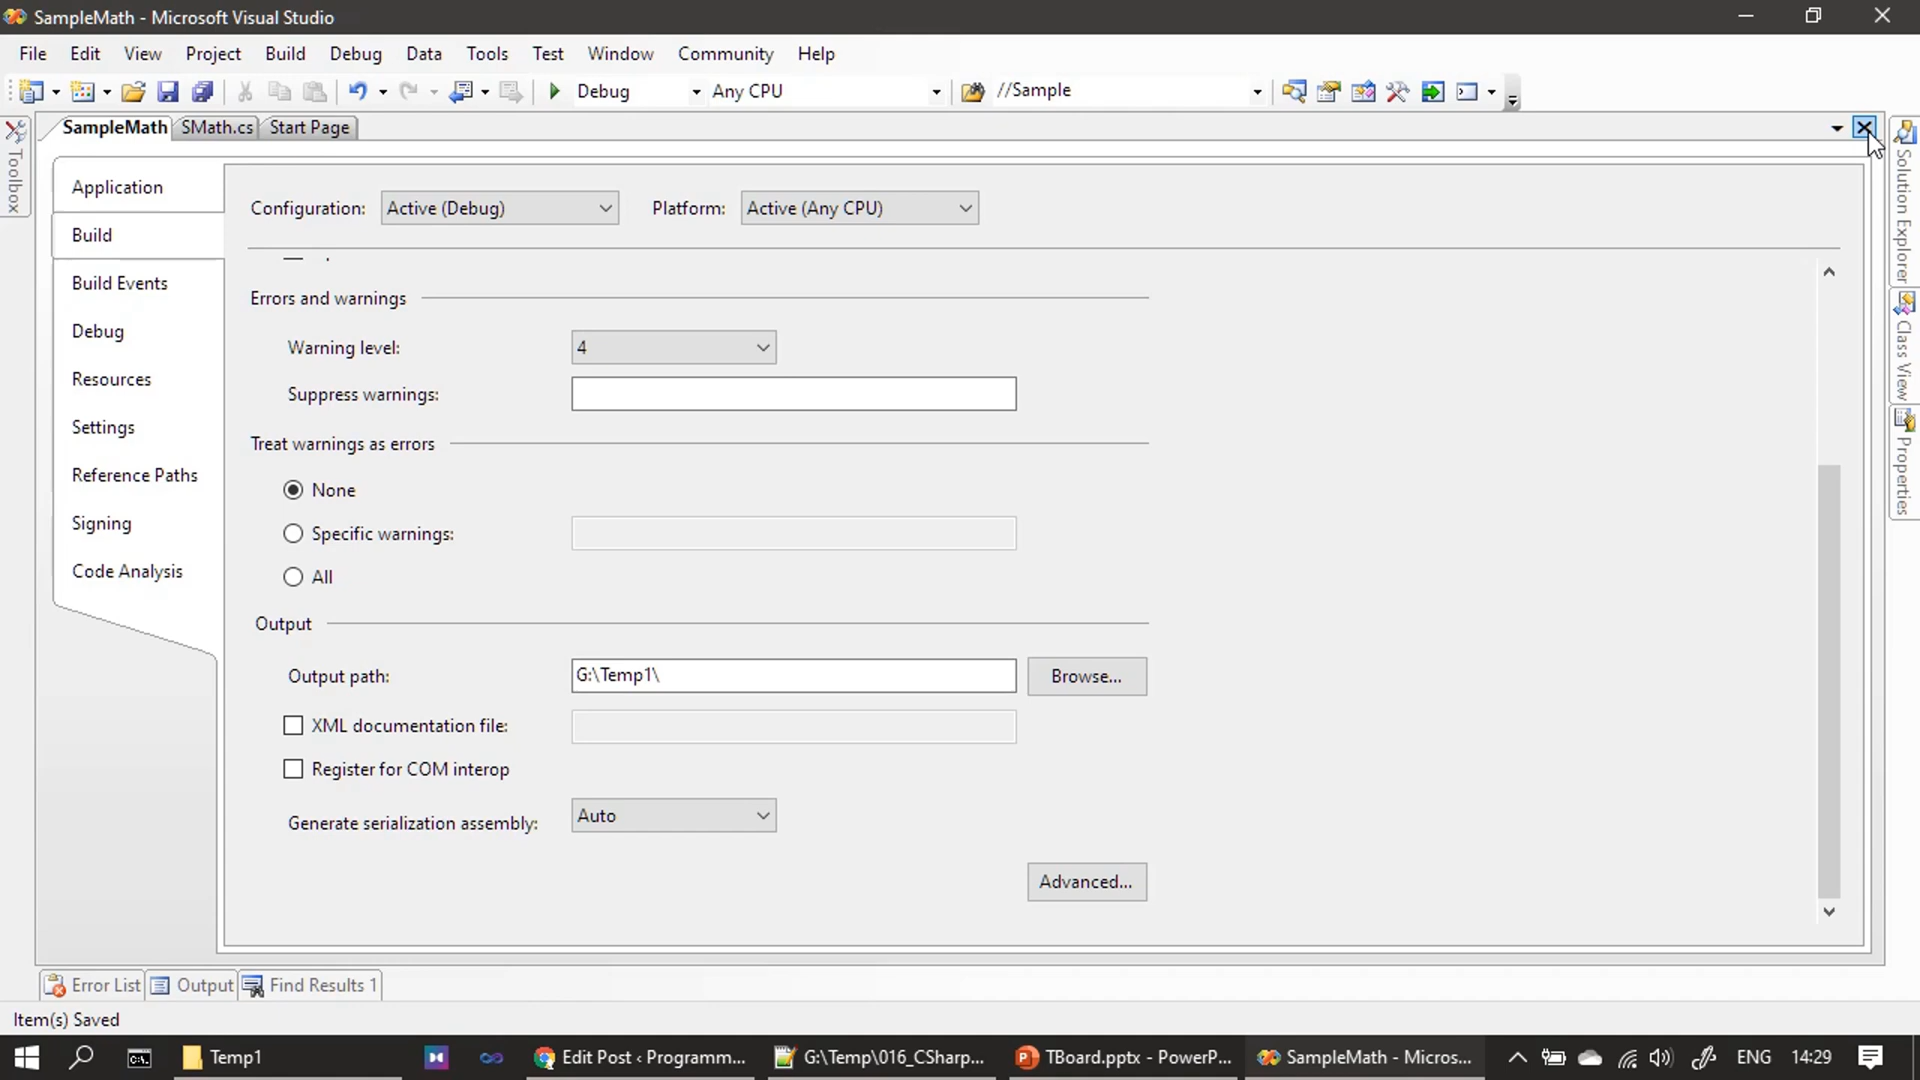 SampleMath - Microsoft Visual Studio
File Edit View Project Build Debug Data Tools Test Window Community Help
Debug Any CPU //Sample
SampleMath SMath.cs Start Page
Toolbox
Solution Explorer
Class View
Properties
Application
Build
Build Events
Debug
Resources
Settings
Reference Paths
Signing
Code Analysis
Configuration: Active (Debug) Platform: Active (Any CPU)
Errors and warnings
Warning level: 4
Suppress warnings:
Treat warnings as errors
None
Specific warnings:
All
Output
Output path: G:\Temp1\ Browse...
XML documentation file:
Register for COM interop
Generate serialization assembly: Auto
Advanced...
Error List Output Find Results 1
Item(s) Saved
Temp1 Edit Post ‹ Programm... G:\Temp\016_CSharp... TBoard.pptx - PowerP... SampleMath - Micros... ENG 14:29